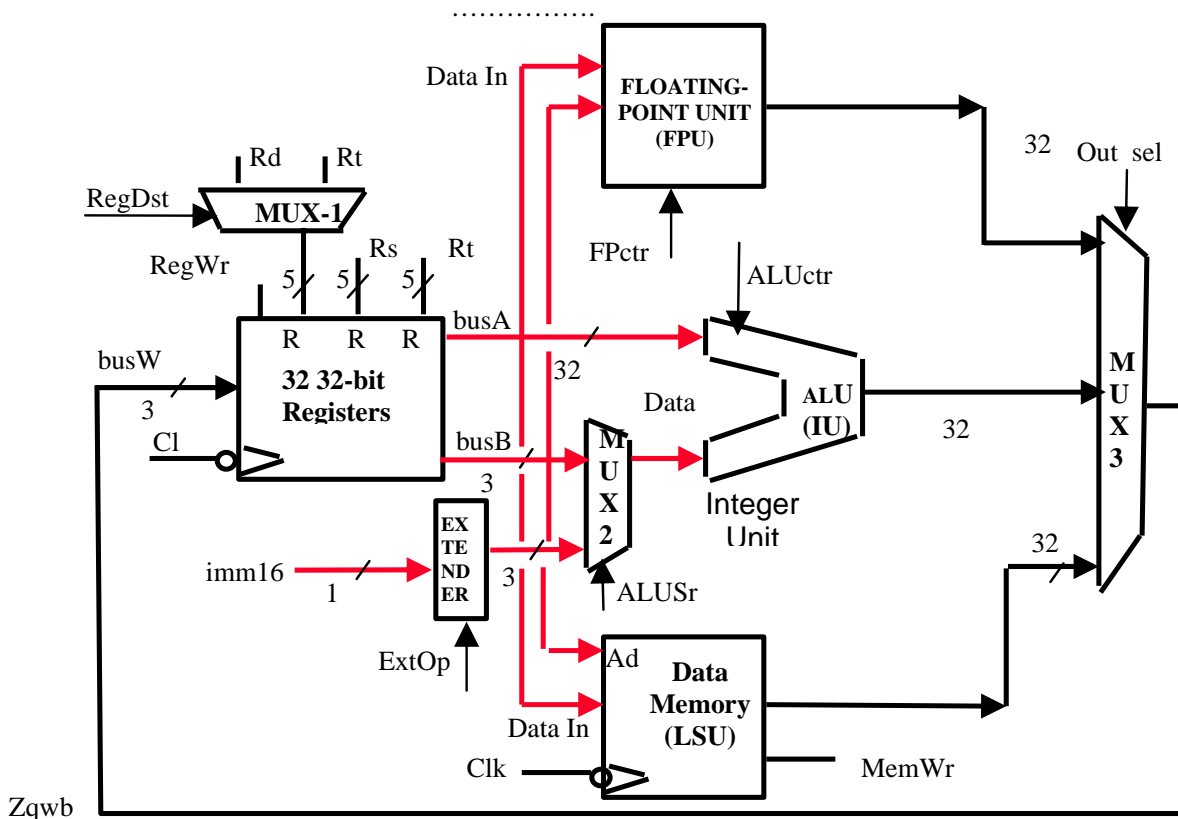 ................
Data In
FLOATING-
POINT UNIT
(FPU)
32
Out sel
Rd
Rt
RegDst
MUX-1
RegWr
Rs
Rt
5
5
5
FPctr
ALUctr
R
R
R
busA
busW
3
32 32-bit
Registers
32
Data
ALU
(IU)
32
M
U
X
3
Cl
busB
3
M
U
X
2
Integer
Unit
EX
TE
ND
ER
imm16
1
3
ALUSr
32
ExtOp
Ad
Data
Memory
(LSU)
Data In
Clk
MemWr
Zqwb